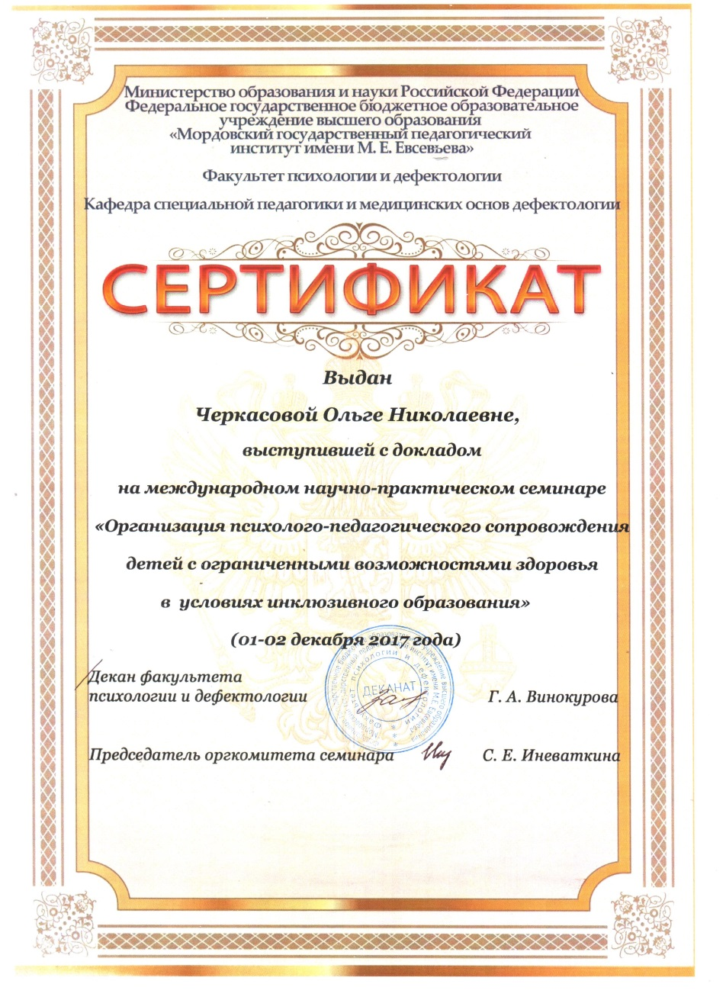 Министерство образования и науки Российской Федерации
Федеральное государственное бюджетное образовательное
учреждение высшего образования
«Мордовский государственный педагогический
институт имени М. Е. Евсевьева»
Факультет психологии и дефектологии
Кафедра специальной педагогики и медицинских основ дефектологии
СЕРТИФИКАТ
Выдан
Черкасовой Ольге Николаевне,
выступившей с докладом
на международном научно-практическом семинаре
«Организация психолого-педагогического сопровождения
детей с ограниченными возможностями здоровья
в условиях инклюзивного образования»
(01-02 декабря 2017 года)
Декан факультета
психологии и дефектологии
ДЕКАНАТ
Факультет психологии и дефектологии
Г. А. Винокурова
Председатель оргкомитета семинара
С. Е. Иневаткина